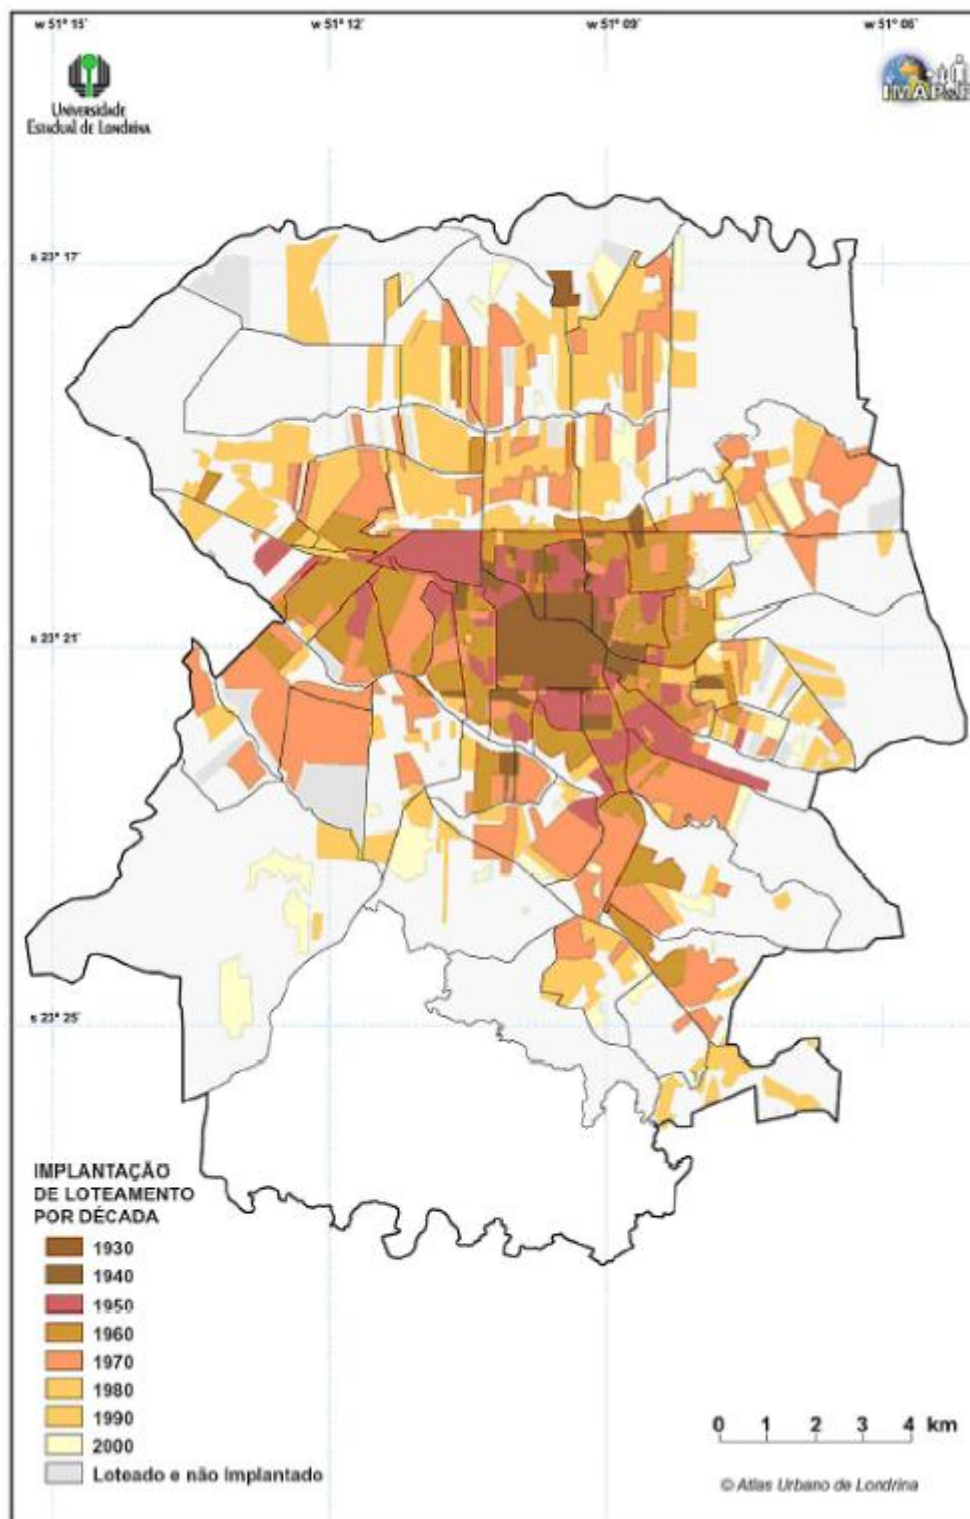 w 51° 15´
w 51° 12´
w 51° 09´
w 51° 06´
Universidade
Estadual de Londrina
s 23° 17´
s 23° 21´
s 23° 25´
IMPLANTAÇÃO
DE LOTEAMENTO
POR DÉCADA
1930
1940
1950
1960
1970
1980
1990
2000
Loteado e não Implantado
0 1 2 3 4 km
© Atlas Urbano de Londrina